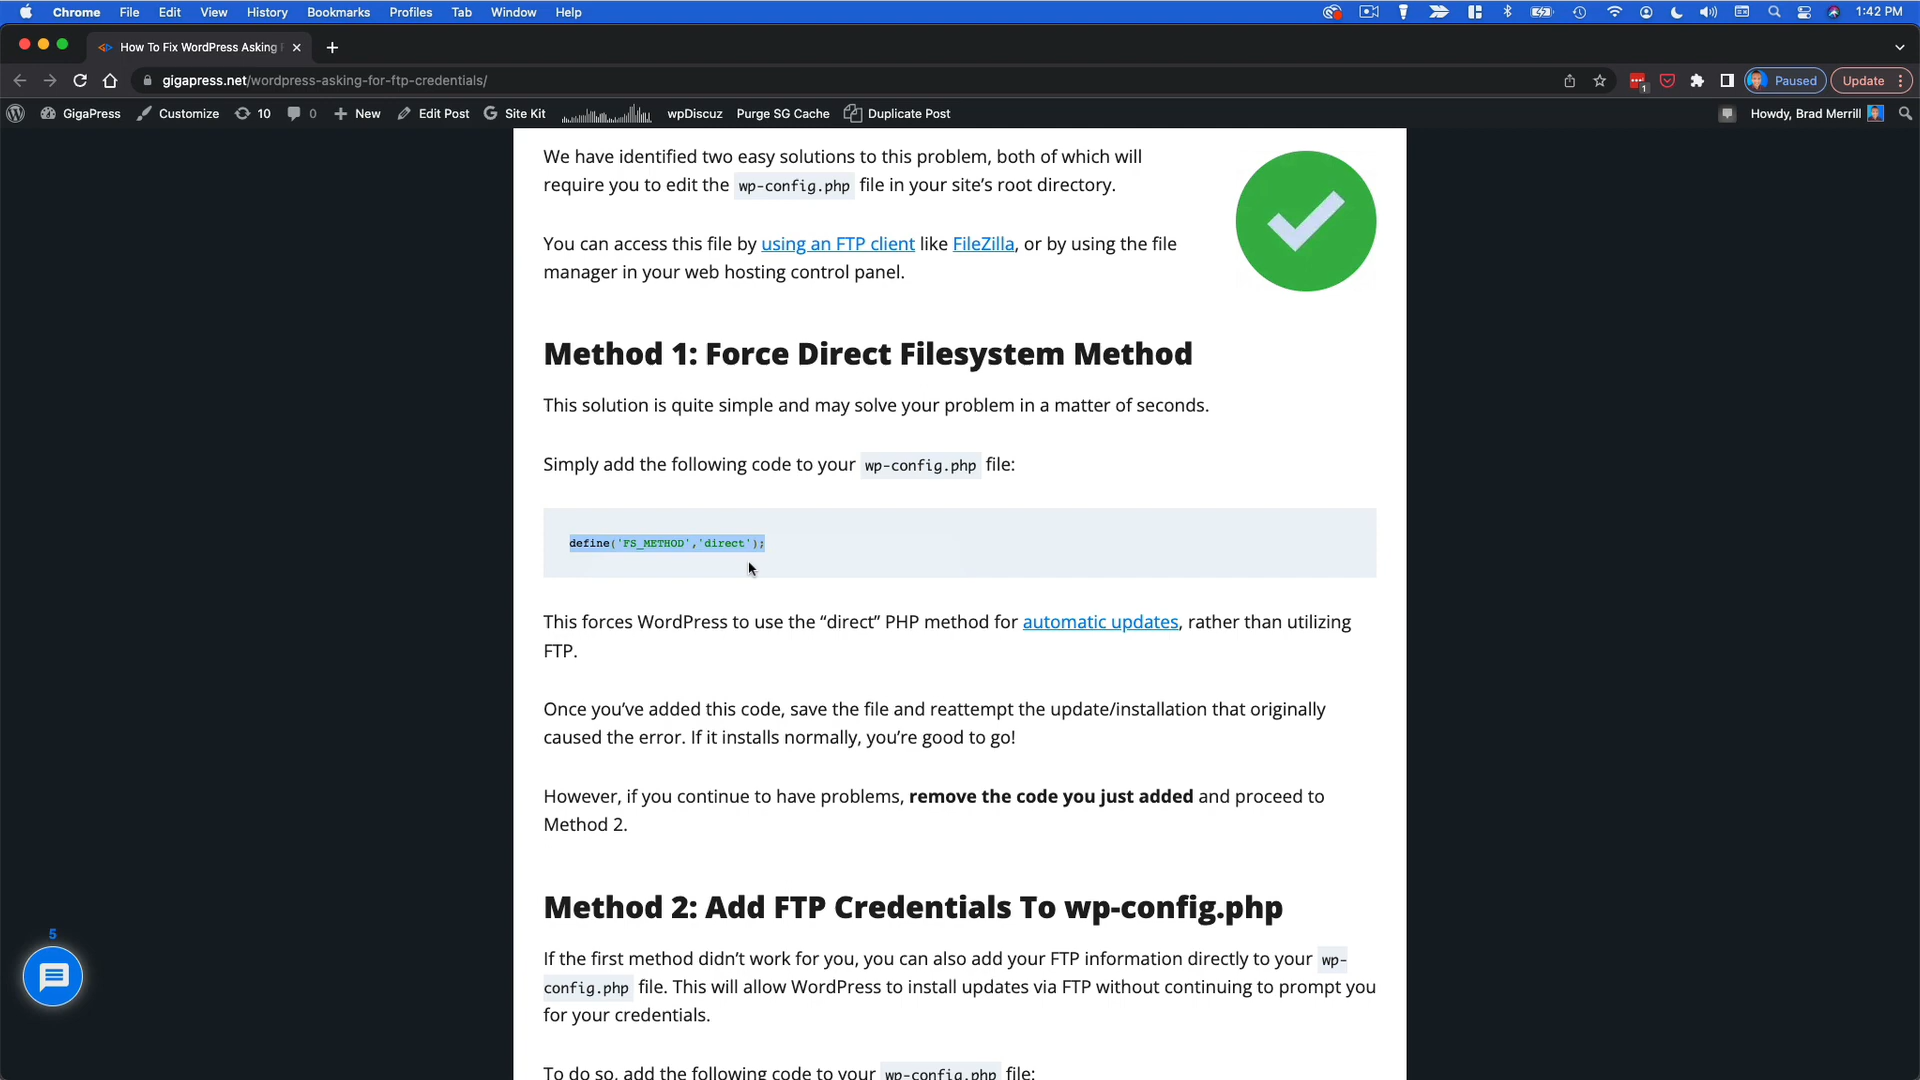 Chrome File Edit View History Bookmarks Profiles Tab Window Help 1:42 PM
How To Fix WordPress Asking
gigapress.net/wordpress-asking-for-ftp-credentials/ 1 Paused Update
GigaPress Customize 10 0 New Edit Post Site Kit wpDiscuz Purge SG Cache Duplicate Post Howdy, Brad Merrill
We have identified two easy solutions to this problem, both of which will
require you to edit the wp-config.php file in your site’s root directory.
You can access this file by using an FTP client like FileZilla, or by using the file
manager in your web hosting control panel.
Method 1: Force Direct Filesystem Method
This solution is quite simple and may solve your problem in a matter of seconds.
Simply add the following code to your wp-config.php file:
define('FS_METHOD','direct');
This forces WordPress to use the “direct” PHP method for automatic updates, rather than utilizing
FTP.
Once you’ve added this code, save the file and reattempt the update/installation that originally
caused the error. If it installs normally, you’re good to go!
However, if you continue to have problems, remove the code you just added and proceed to
Method 2.
Method 2: Add FTP Credentials To wp-config.php
5
If the first method didn’t work for you, you can also add your FTP information directly to your wp-
config.php file. This will allow WordPress to install updates via FTP without continuing to prompt you
for your credentials.
To do so, add the following code to your wp-config.php file: